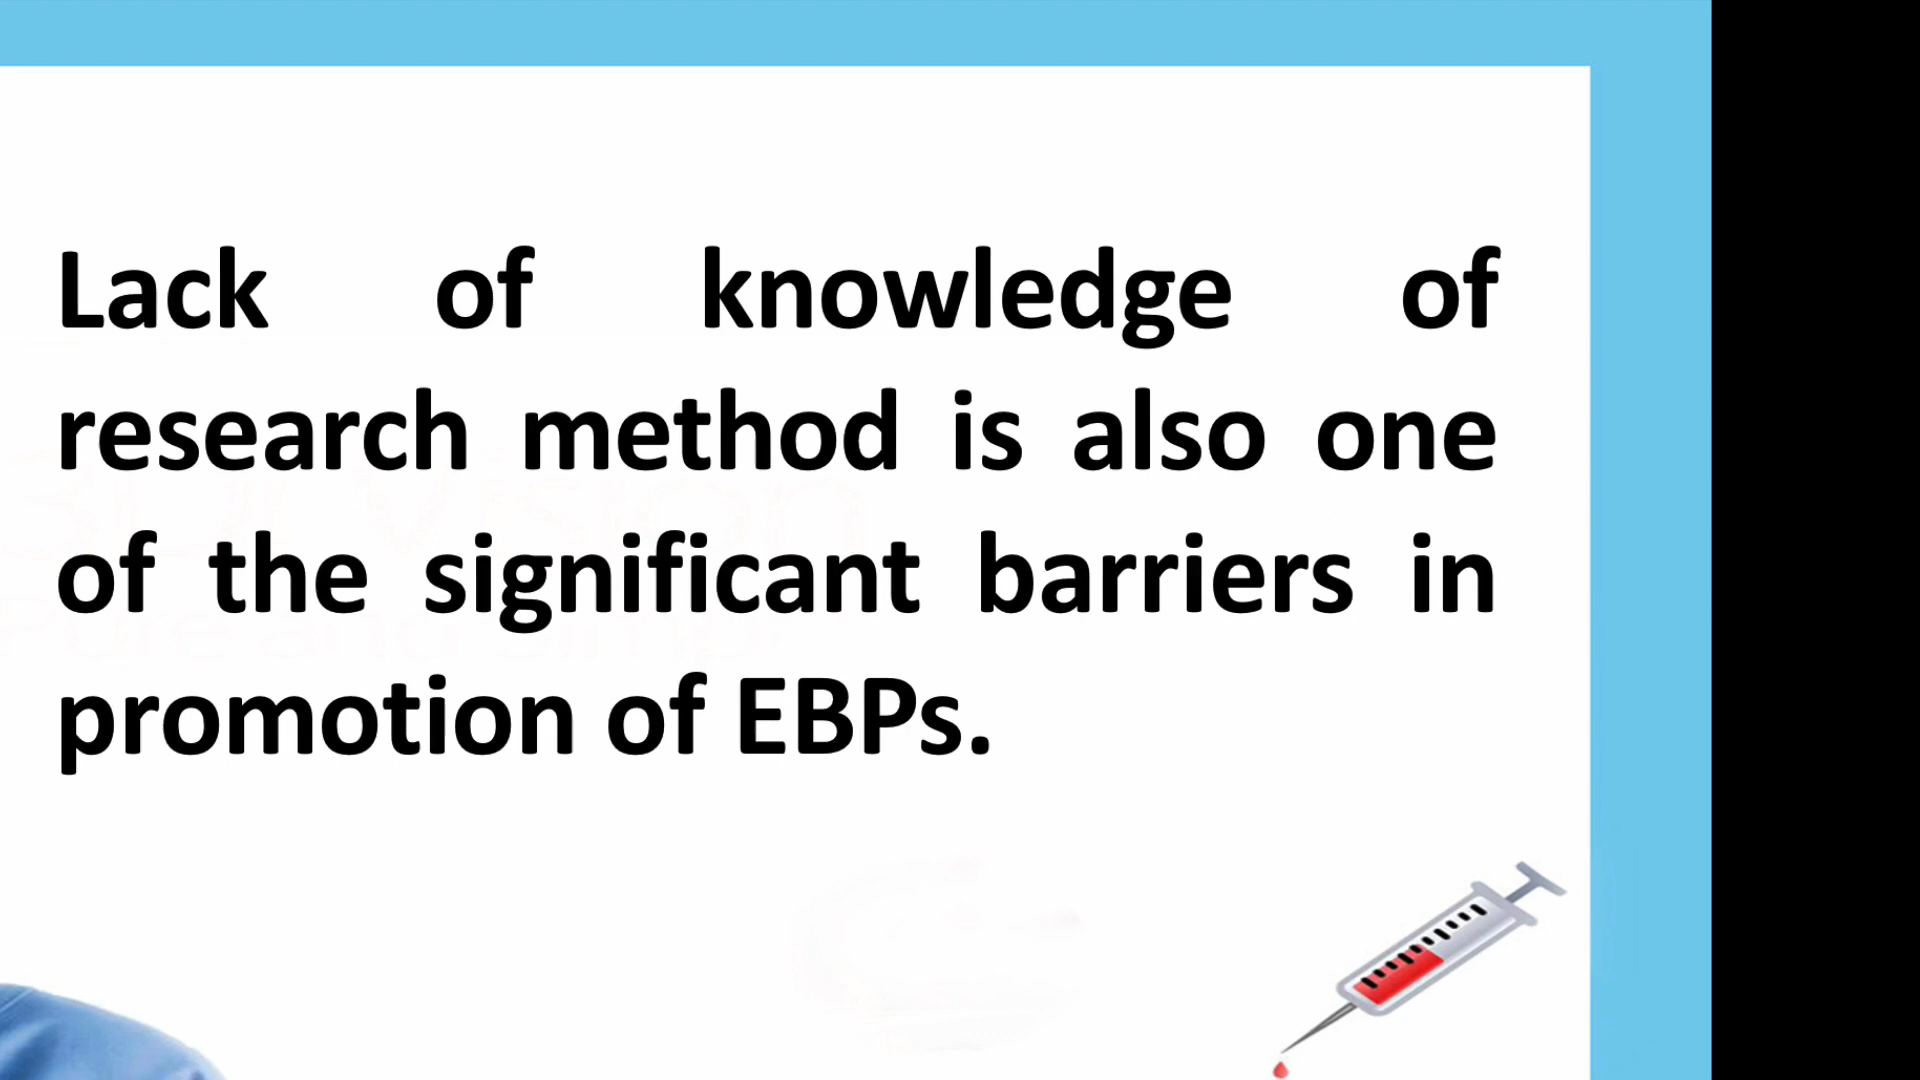 Lack of knowledge of
research method is also one
of the significant barriers in
promotion of EBPs.